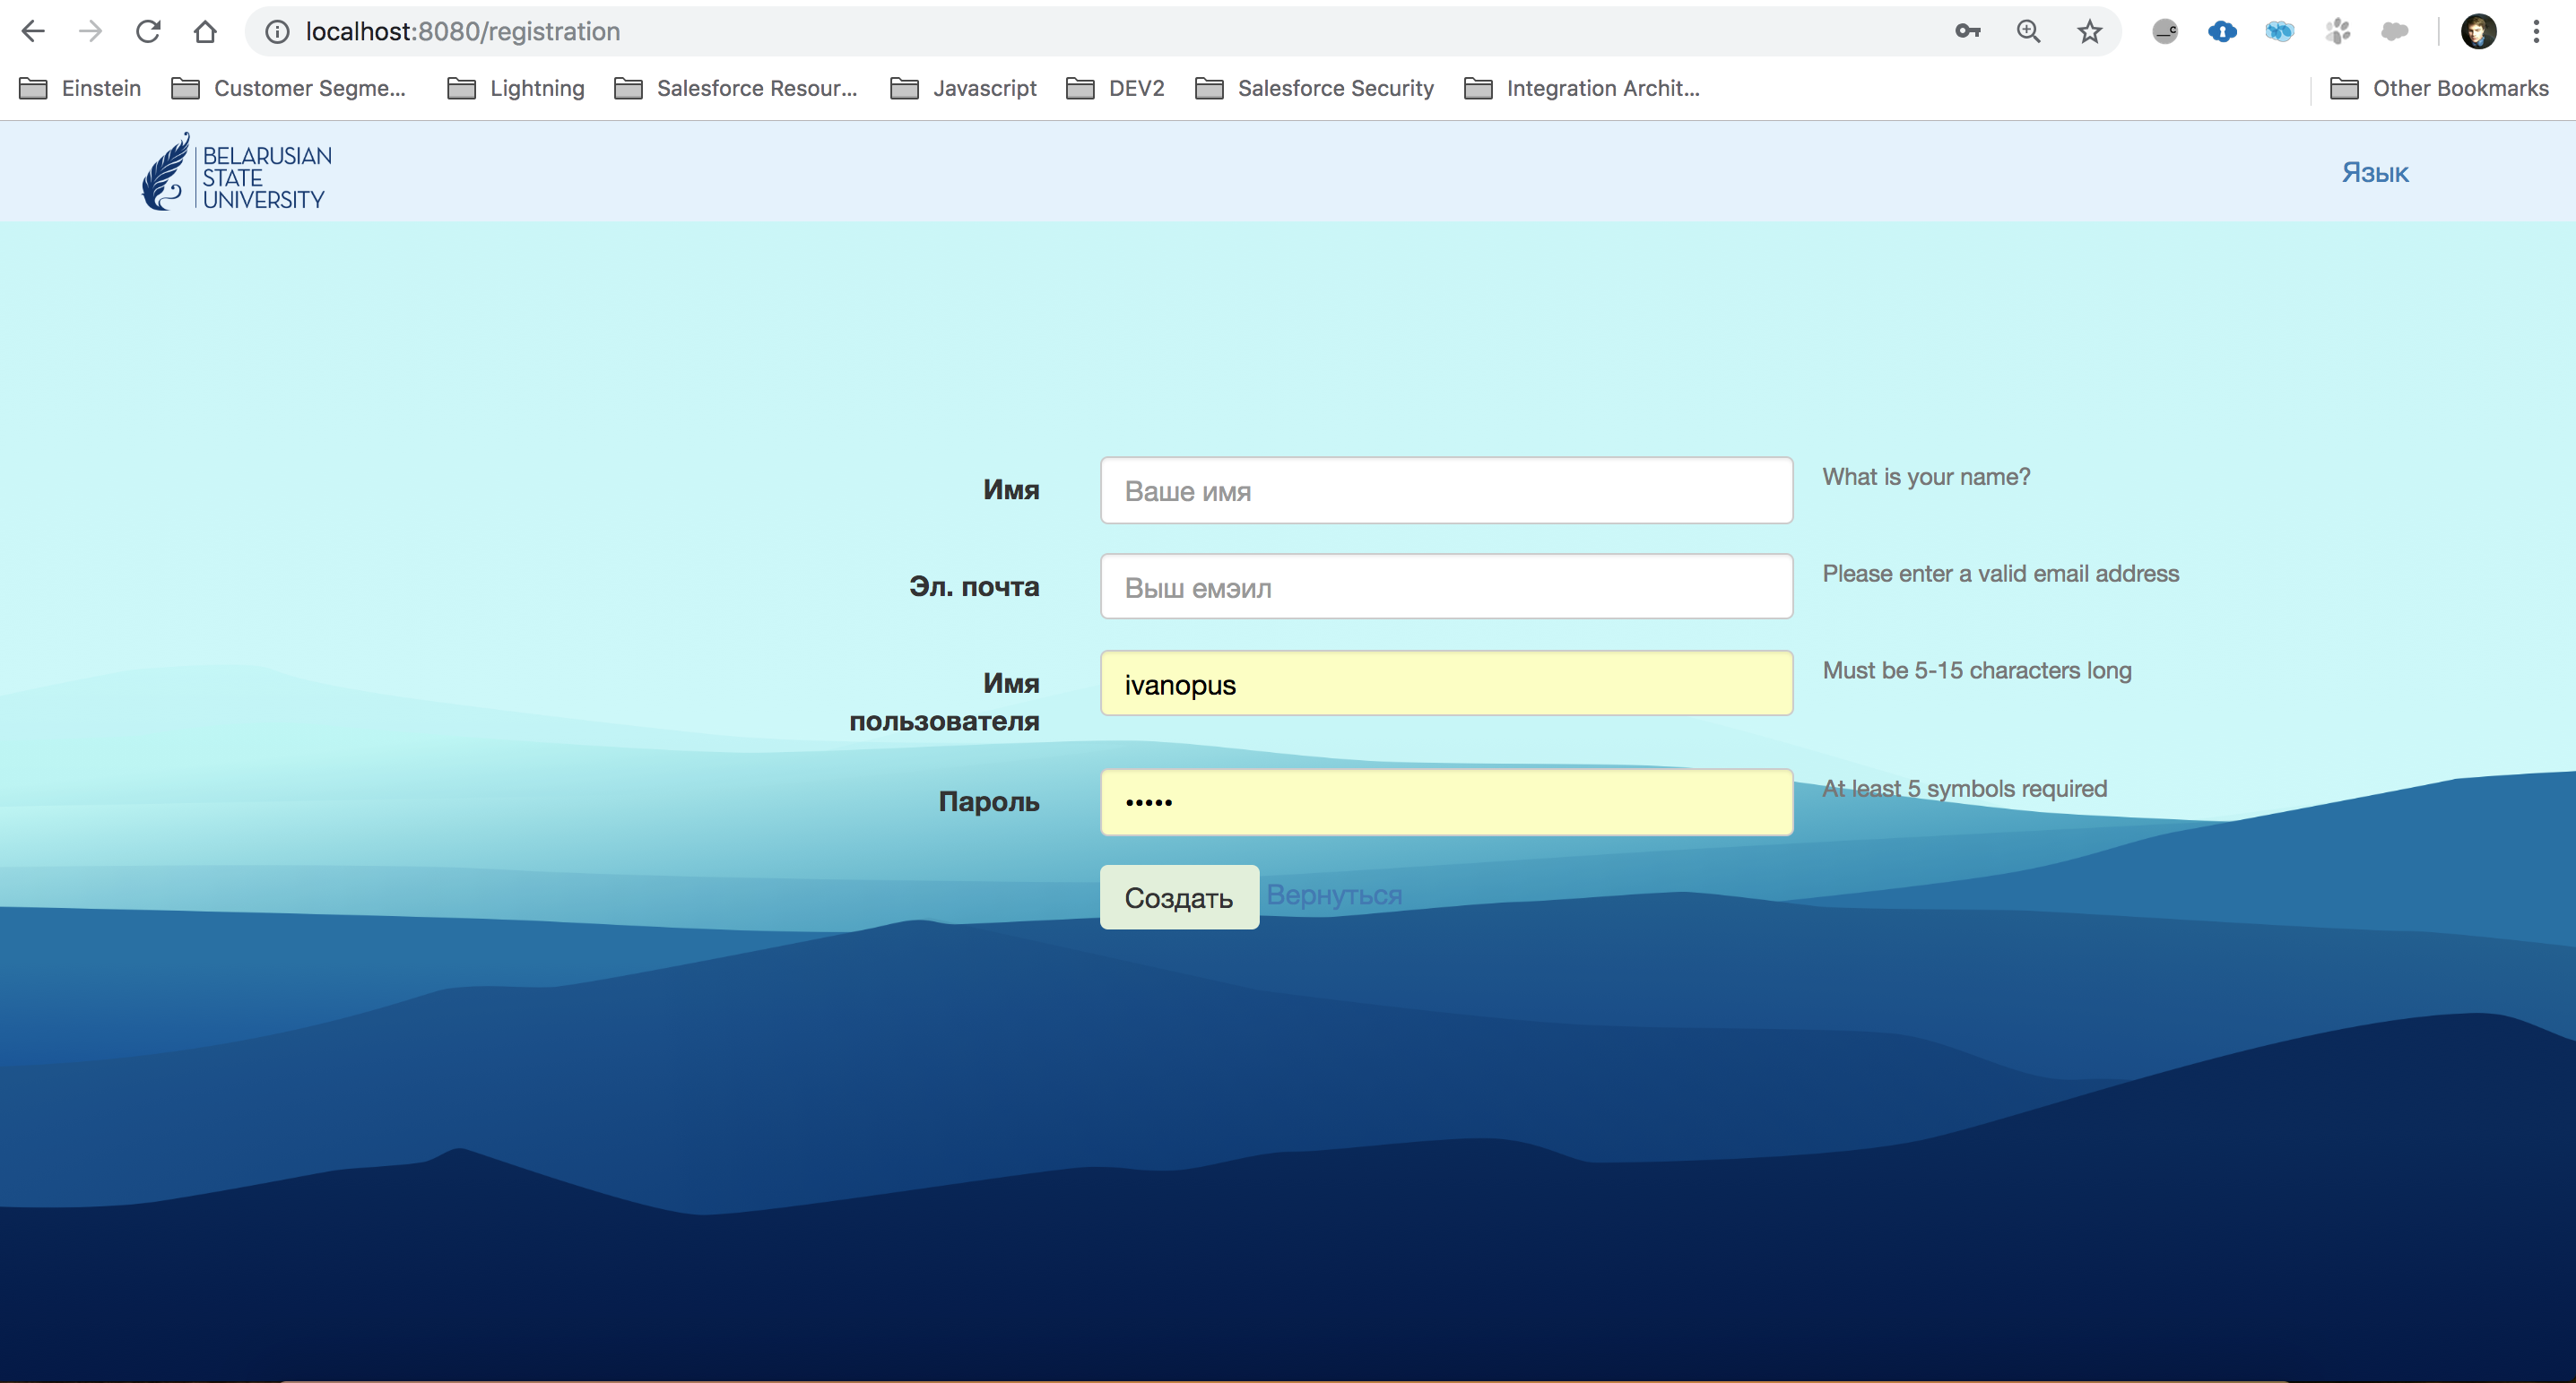 localhost:8080/registration
Einstein Customer Segme... Lightning Salesforce Resour... Javascript DEV2 Salesforce Security Integration Archit... Other Bookmarks
BELARUSIAN
STATE
UNIVERSITY
Язык
Имя Ваше имя What is your name?
Эл. почта Выш емэил Please enter a valid email address
Имя ivanopus Must be 5-15 characters long
пользователя
Пароль ••••• At least 5 symbols required
Создать Вернуться